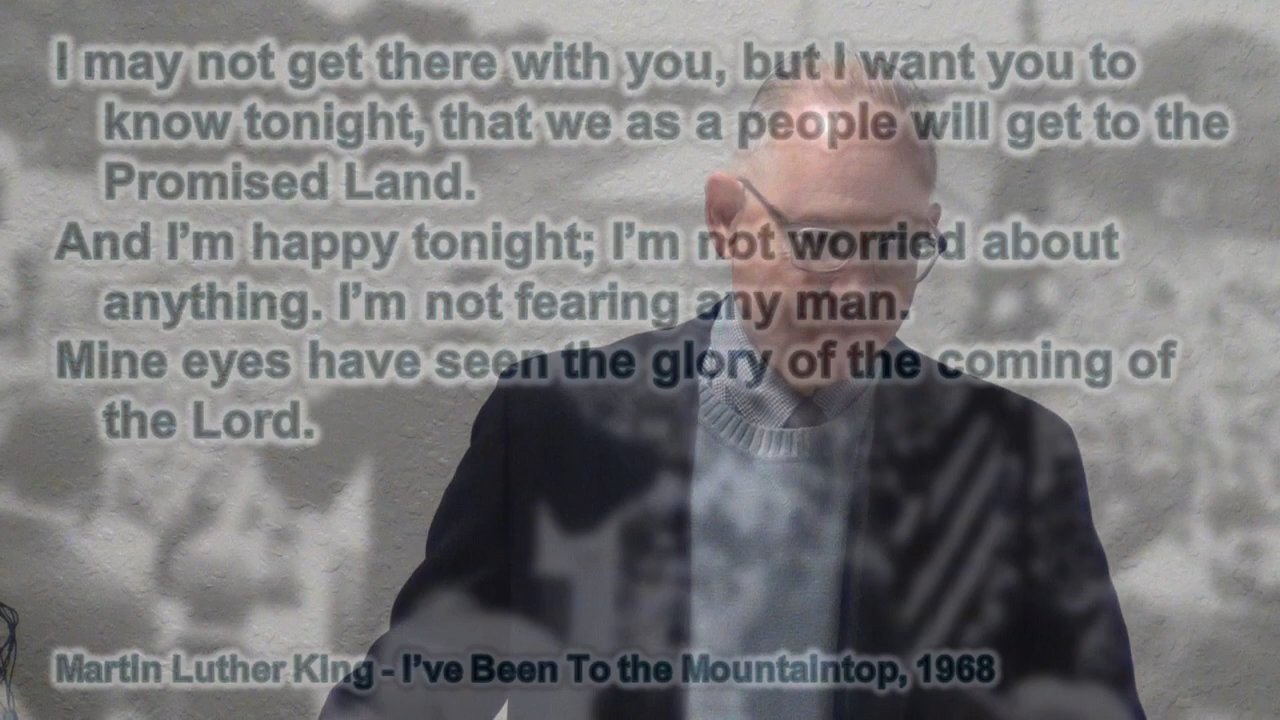 I may not get there with you, but I want you to
know tonight, that we as a people will get to the
Promised Land.
And I’m happy tonight; I’m not worried about
anything. I’m not fearing any man.
Mine eyes have seen the glory of the coming of
the Lord.
Martin Luther King - I’ve Been To the Mountaintop, 1968